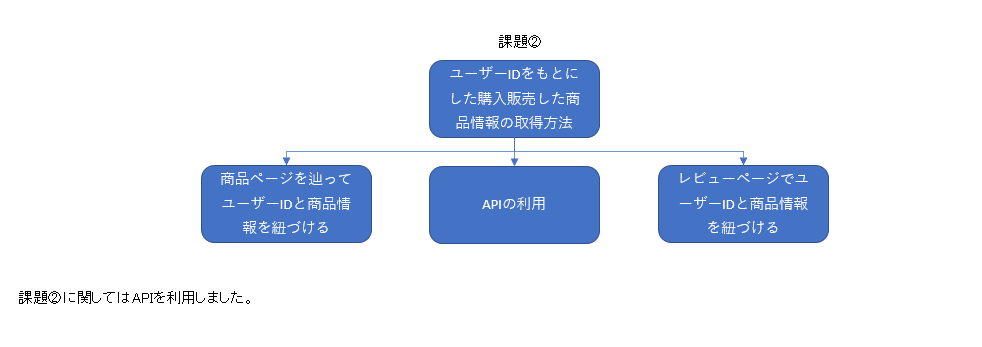 課題②
ユーザーIDをもとに
した購入販売した商
品情報の取得方法
商品ページを辿って
ユーザーIDと商品情
報を紐づける
APIの利用
レビューページでユ
ーザーIDと商品情報
を紐づける
課題②に関してはAPIを利用しました。